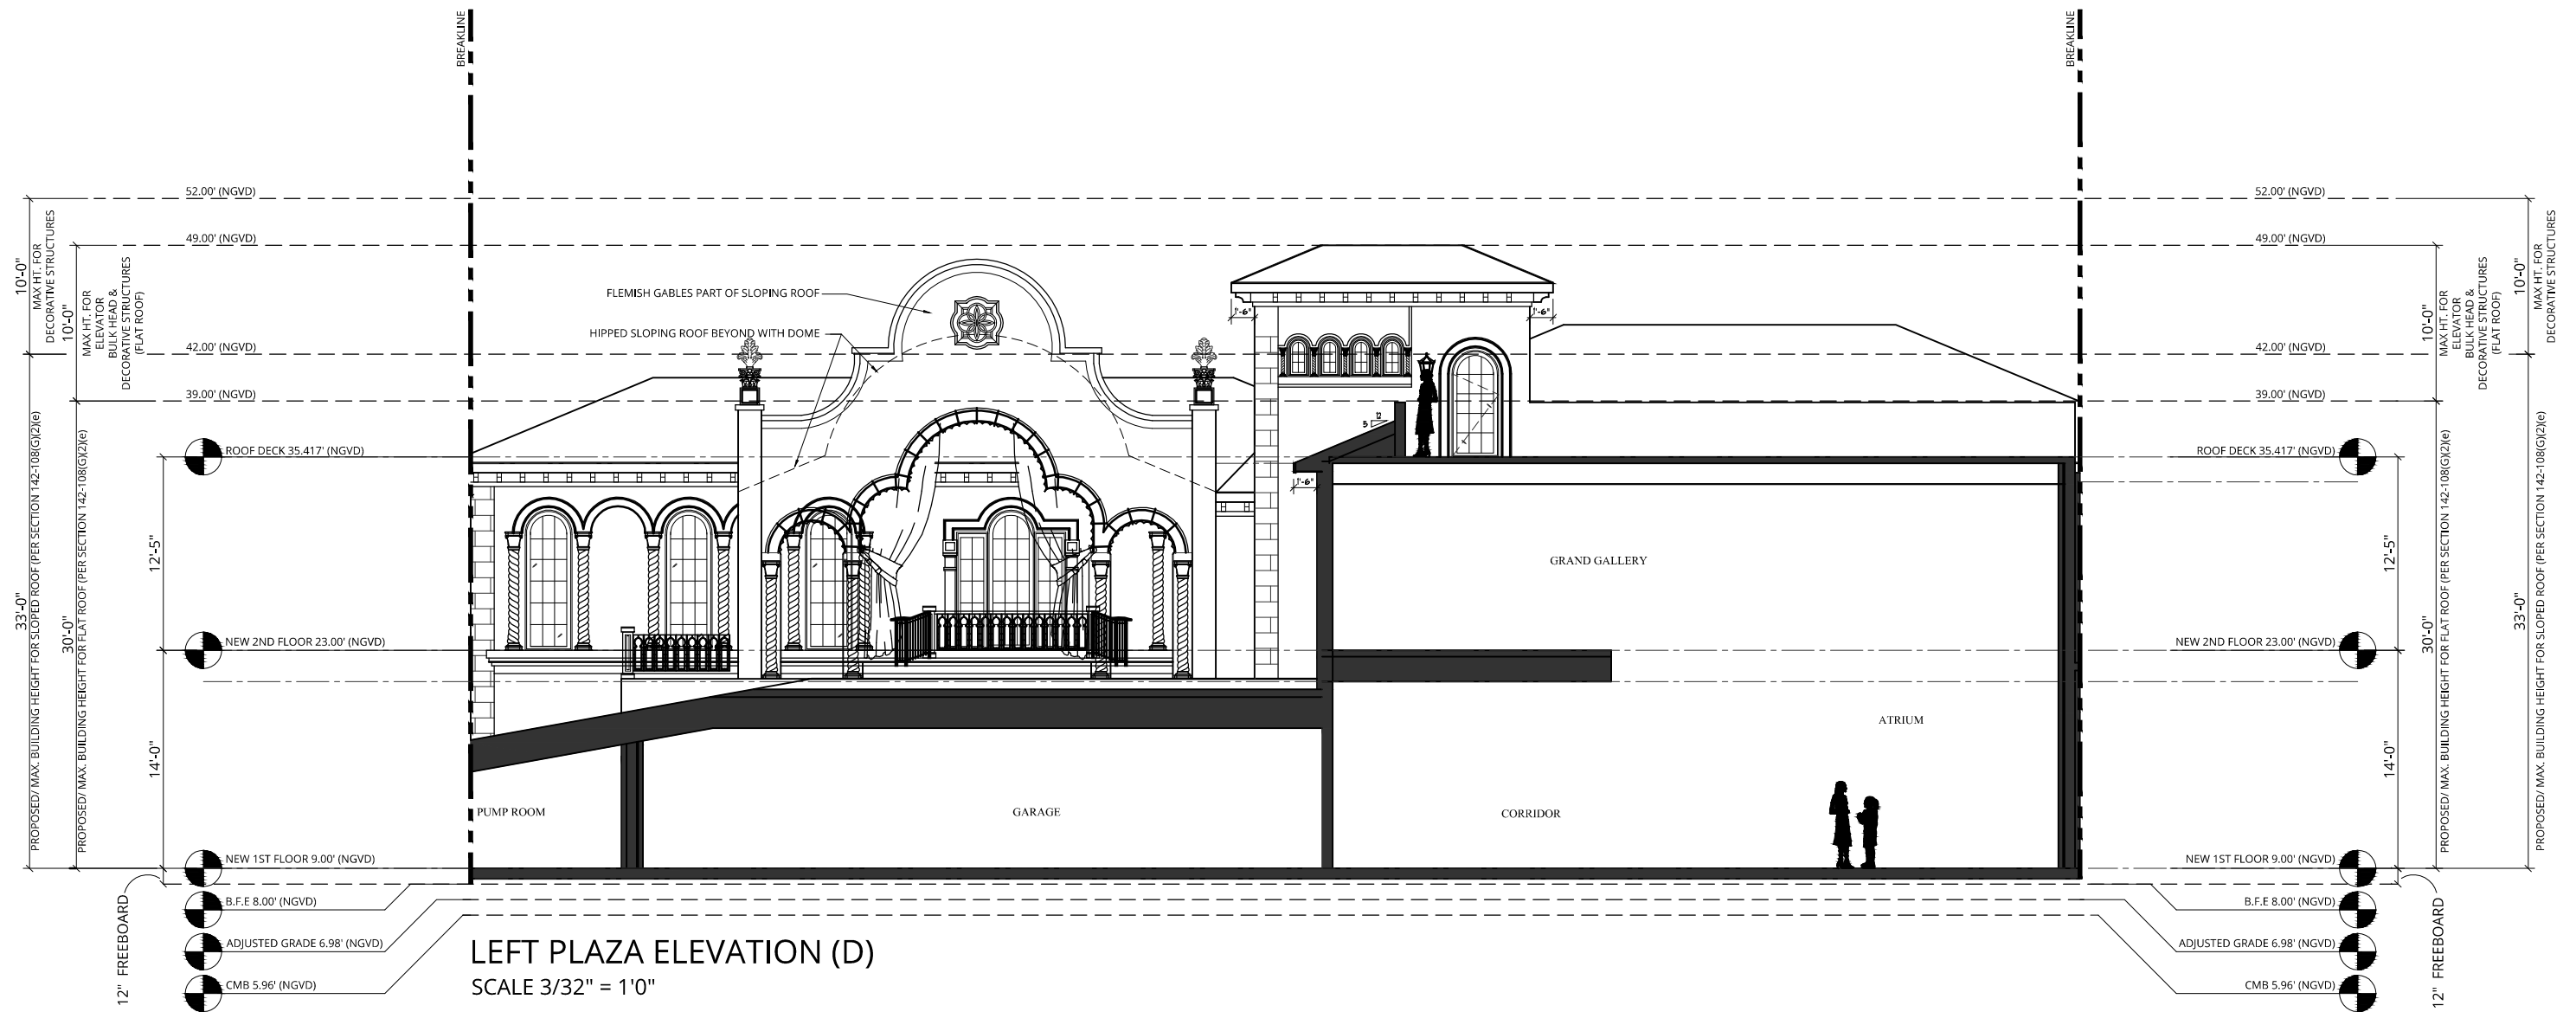 BREAKLINE
BREAKLINE
52.00' (NGVD)
52.00' (NGVD)
49.00' (NGVD)
49.00' (NGVD)
10'-0"
MAX HT. FOR
DECORATIVE STRUCTURES
10'-0"
MAX HT. FOR
ELEVATOR
BULK HEAD &
DECORATIVE STRUCTURES
(FLAT ROOF)
FLEMISH GABLES PART OF SLOPING ROOF
HIPPED SLOPING ROOF BEYOND WITH DOME
1'-6"
1'-6"
10'-0"
MAX HT. FOR
ELEVATOR
BULK HEAD &
DECORATIVE STRUCTURES
(FLAT ROOF)
10'-0"
MAX HT. FOR
DECORATIVE STRUCTURES
42.00' (NGVD)
42.00' (NGVD)
39.00' (NGVD)
39.00' (NGVD)
12
5
ROOF DECK 35.417' (NGVD)
ROOF DECK 35.417' (NGVD)
1'-6"
33'-0"
PROPOSED/ MAX. BUILDING HEIGHT FOR SLOPED ROOF (PER SECTION 142-108(G)(2)(e)
30'-0"
PROPOSED/ MAX. BUILDING HEIGHT FOR FLAT ROOF (PER SECTION 142-108(G)(2)(e)
12'-5"
GRAND GALLERY
12'-5"
30'-0"
PROPOSED/ MAX. BUILDING HEIGHT FOR FLAT ROOF (PER SECTION 142-108(G)(2)(e)
33'-0"
PROPOSED/ MAX. BUILDING HEIGHT FOR SLOPED ROOF (PER SECTION 142-108(G)(2)(e)
NEW 2ND FLOOR 23.00' (NGVD)
NEW 2ND FLOOR 23.00' (NGVD)
14'-0"
ATRIUM
14'-0"
PUMP ROOM
GARAGE
CORRIDOR
NEW 1ST FLOOR 9.00' (NGVD)
NEW 1ST FLOOR 9.00' (NGVD)
12" FREEBOARD
B.F.E 8.00' (NGVD)
B.F.E 8.00' (NGVD)
12" FREEBOARD
ADJUSTED GRADE 6.98' (NGVD)
ADJUSTED GRADE 6.98' (NGVD)
CMB 5.96' (NGVD)
CMB 5.96' (NGVD)
LEFT PLAZA ELEVATION (D)
SCALE 3/32" = 1'0"